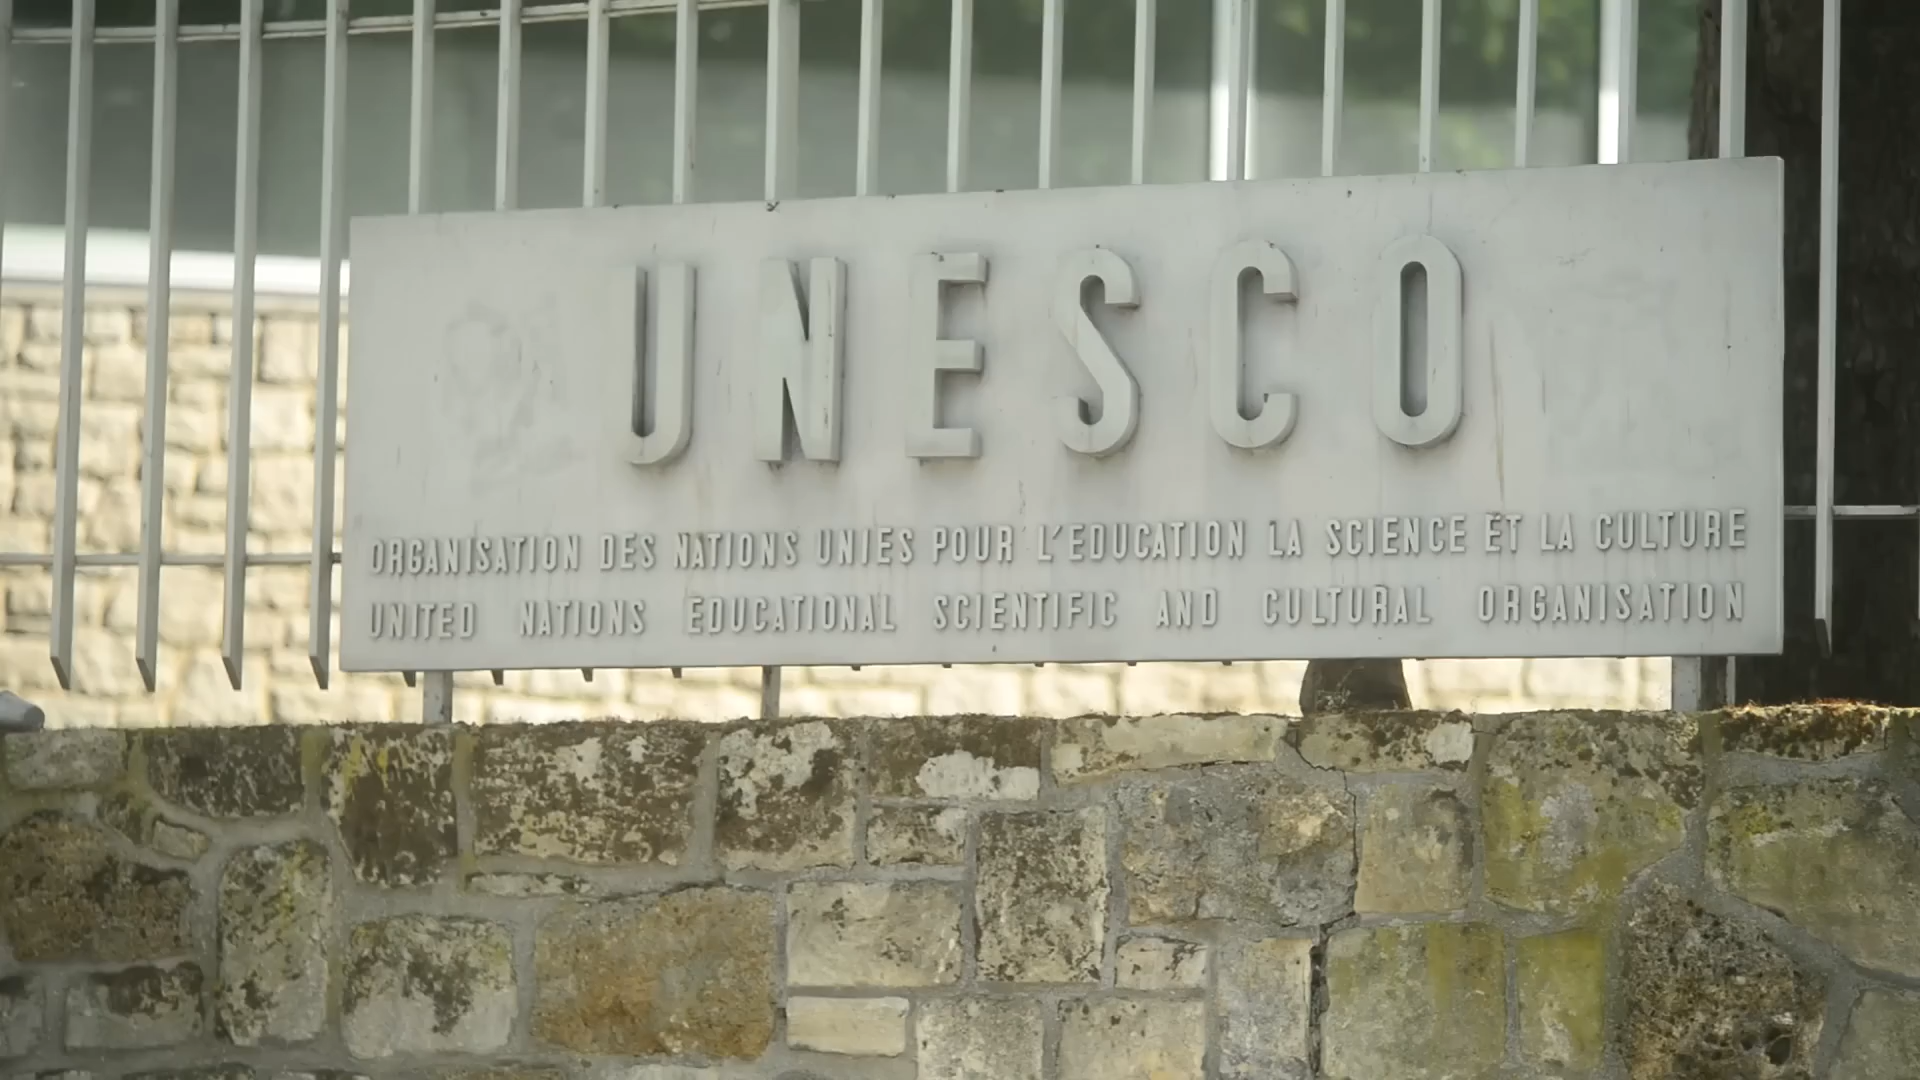 UNESCO
ORGANISATION DES NATIONS UNIES POUR L'EDUCATION LA SCIENCE ET LA CULTURE
UNITED NATIONS EDUCATIONAL SCIENTIFIC AND CULTURAL ORGANISATION